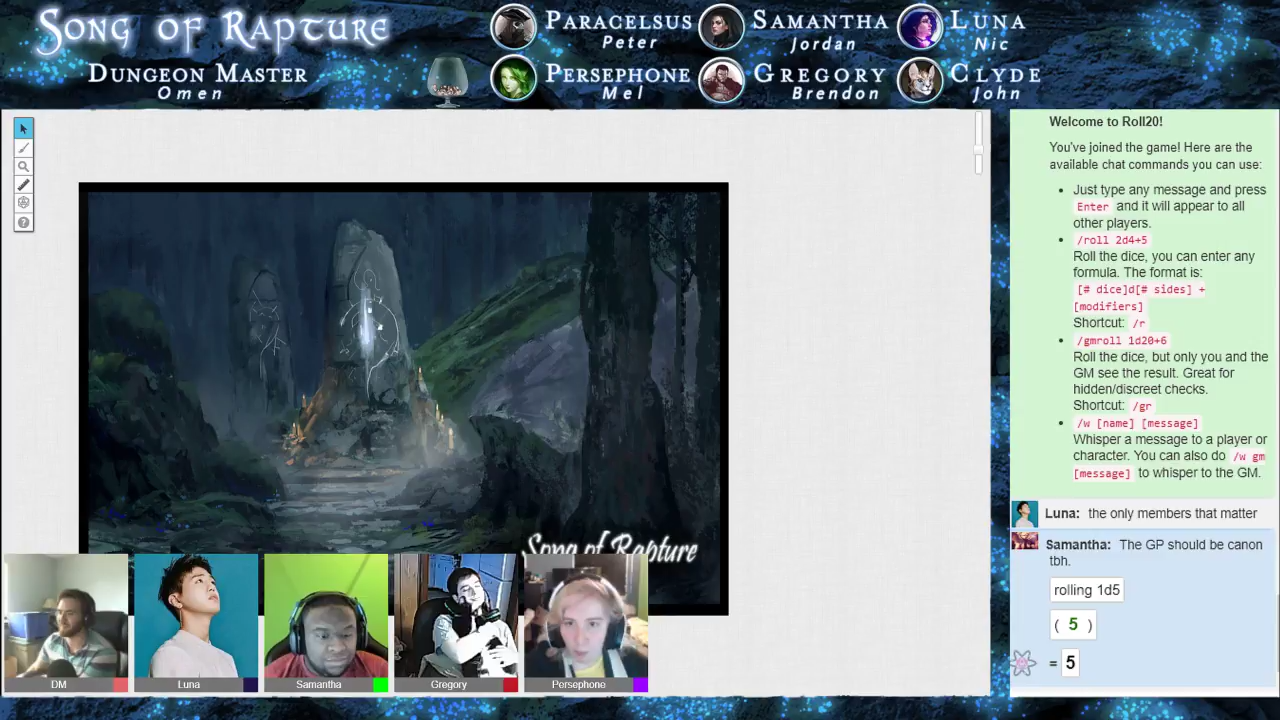 Song of Rapture
Dungeon Master
Omen
Paracelsus
Peter
Samantha
Jordan
Luna
Nic
Persephone
Mel
Gregory
Brendon
Clyde
John
Song of Rapture
DM
Luna
Samantha
Gregory
Persephone
Welcome to Roll20!
You've joined the game! Here are the
available chat commands you can use:
Just type any message and press
Enter and it will appear to all
other players.
/roll 2d4+5
Roll the dice, you can enter any
formula. The format is:
[# dice]d[# sides] +
[modifiers]
Shortcut: /r
/gmroll 1d20+6
Roll the dice, but only you and the
GM see the result. Great for
hidden/discreet checks.
Shortcut: /gr
/w [name] [message]
Whisper a message to a player or
character. You can also do /w gm
[message] to whisper to the GM.
Luna: the only members that matter
Samantha: The GP should be canon
tbh.
rolling 1d5
( 5 )
= 5